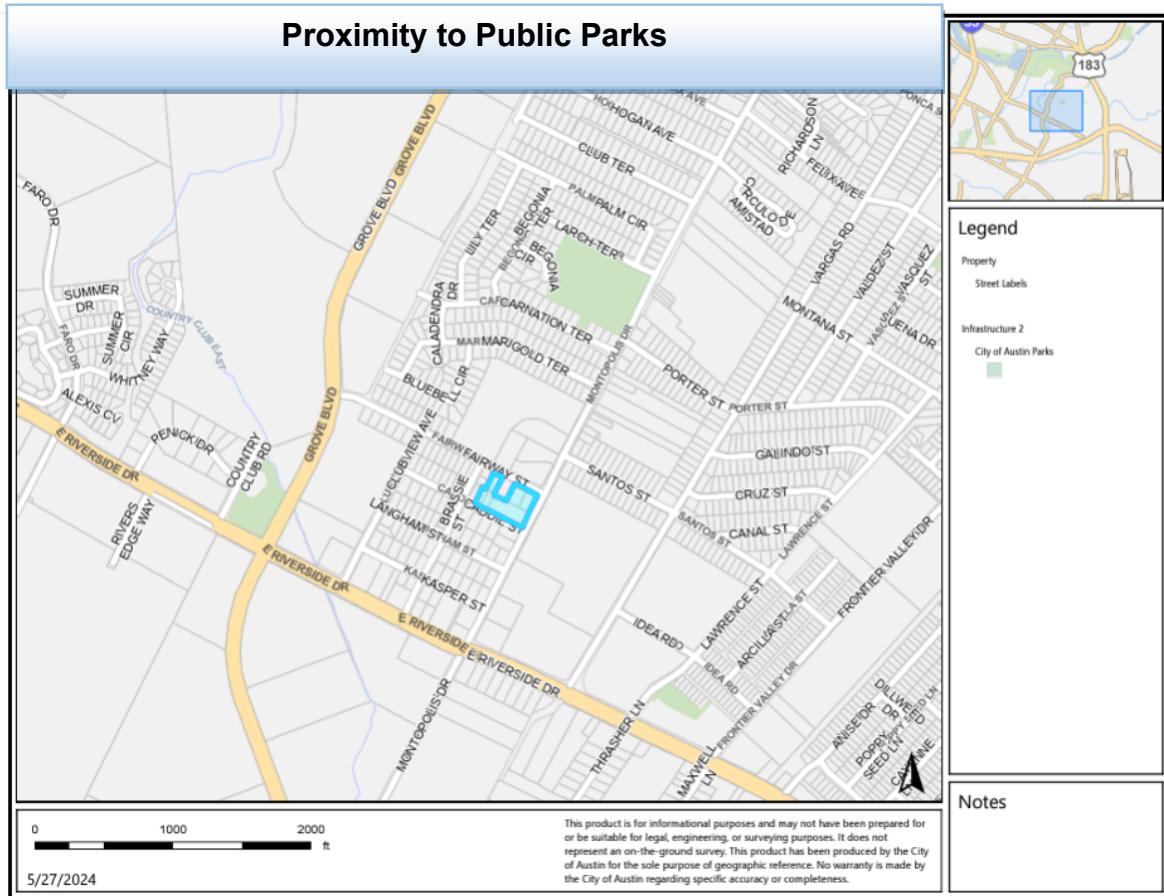 Proximity to Public Parks
183
HOGAN AVE
CLUB TER
PALM
PALM CIR
LARCH TER
RICHARDSON LN
FELIX AVE
CIRCULO DE AMISTAD
VARGAS RD
VALDEZ ST
VASQUEZ ST
MONTANA ST
GROVE BLVD
GROVE BLVD
FARO DR
SUMMER DR
SUMMER CIR
FARO DR
WHITNEY WAY
COUNTRY CLUB EAST
ALEXIS CV
LILY TER
BEGONIA TER
BEGONIA CIR
BEGONIA
CALADENDRA DR
CARNATION TER
MARIGOLD TER
MONTOPOLIS DR
PORTER ST
PORTER ST
GROVE BLVD
CLUBVIEW AVE
FAIRWAY ST
BRASSIE ST
CADDIE ST
LANGHAM ST
KASPER ST
SANTOS ST
SANTOS ST
GALINDO ST
CRUZ ST
CANAL ST
LAWRENCE ST
LAWRENCE ST
FRONTIER VALLEY DR
PENICK DR
COUNTRY CLUB RD
E RIVERSIDE DR
RIVERS EDGE WAY
E RIVERSIDE DR
E RIVERSIDE DR
E RIVERSIDE DR
MONTOPOLIS DR
IDEA RD
IDEA RD
FRONTIER VALLEY DR
THRASHER LN
MAXWELL LN
ANISE DR
DILLWEED DR
POPPY SEED LN
Legend
Property
Street Labels
Infrastructure 2
City of Austin Parks
Notes
0 1000 2000
ft
5/27/2024
This product is for informational purposes and may not have been prepared for
or be suitable for legal, engineering, or surveying purposes. It does not
represent an on-the-ground survey. This product has been produced by the City
of Austin for the sole purpose of geographic reference. No warranty is made by
the City of Austin regarding specific accuracy or completeness.